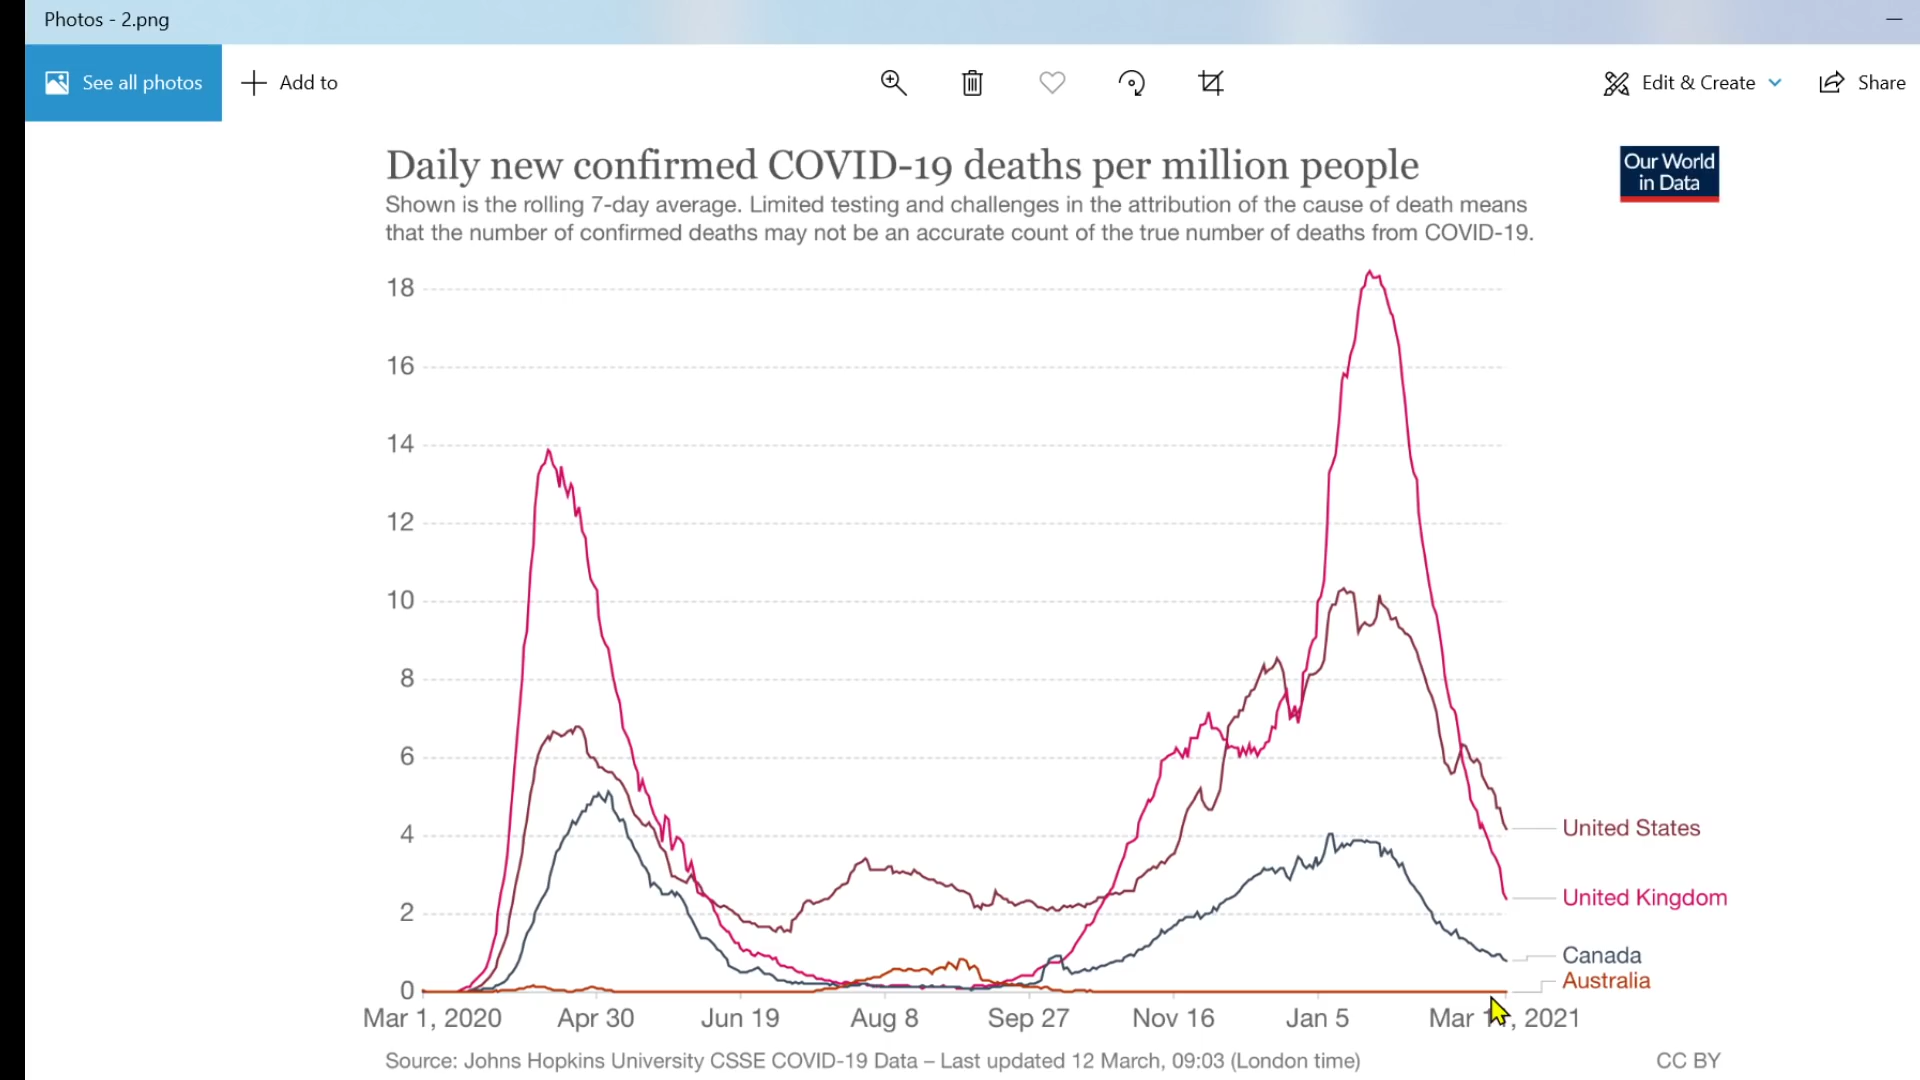 Photos - 2.png
See all photos
Add to
Edit & Create
Share
Daily new confirmed COVID-19 deaths per million people
Our World
in Data
Shown is the rolling 7-day average. Limited testing and challenges in the attribution of the cause of death means
that the number of confirmed deaths may not be an accurate count of the true number of deaths from COVID-19.
18
16
14
12
10
8
6
4
2
0
United States
United Kingdom
Canada
Australia
Mar 1, 2020 Apr 30 Jun 19 Aug 8 Sep 27 Nov 16 Jan 5 Mar , 2021
Source: Johns Hopkins University CSSE COVID-19 Data – Last updated 12 March, 09:03 (London time)
CC BY